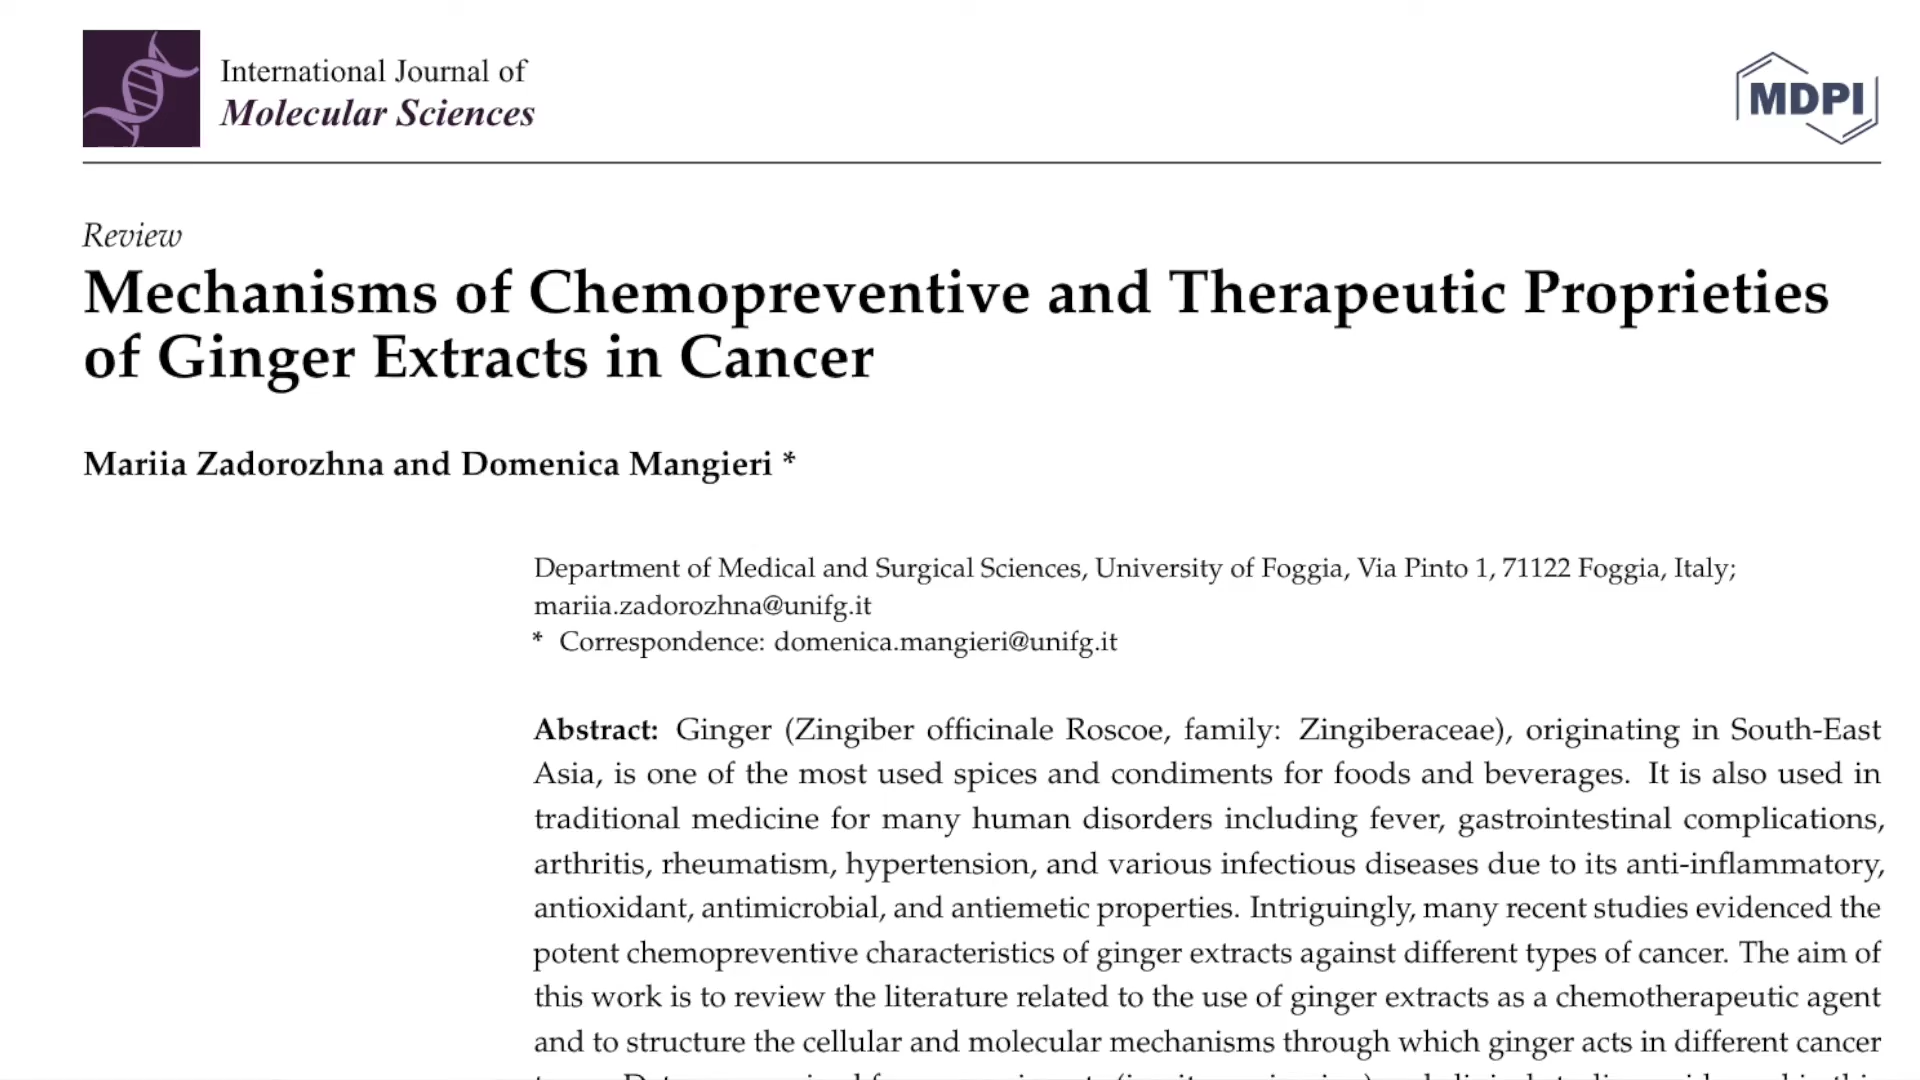 International Journal of
Molecular Sciences
MDPI
Review
Mechanisms of Chemopreventive and Therapeutic Proprieties
of Ginger Extracts in Cancer
Mariia Zadorozhna and Domenica Mangieri *
Department of Medical and Surgical Sciences, University of Foggia, Via Pinto 1, 71122 Foggia, Italy;
mariia.zadorozhna@unifg.it
* Correspondence: domenica.mangieri@unifg.it
Abstract: Ginger (Zingiber officinale Roscoe, family: Zingiberaceae), originating in South-East
Asia, is one of the most used spices and condiments for foods and beverages. It is also used in
traditional medicine for many human disorders including fever, gastrointestinal complications,
arthritis, rheumatism, hypertension, and various infectious diseases due to its anti-inflammatory,
antioxidant, antimicrobial, and antiemetic properties. Intriguingly, many recent studies evidenced the
potent chemopreventive characteristics of ginger extracts against different types of cancer. The aim of
this work is to review the literature related to the use of ginger extracts as a chemotherapeutic agent
and to structure the cellular and molecular mechanisms through which ginger acts in different cancer